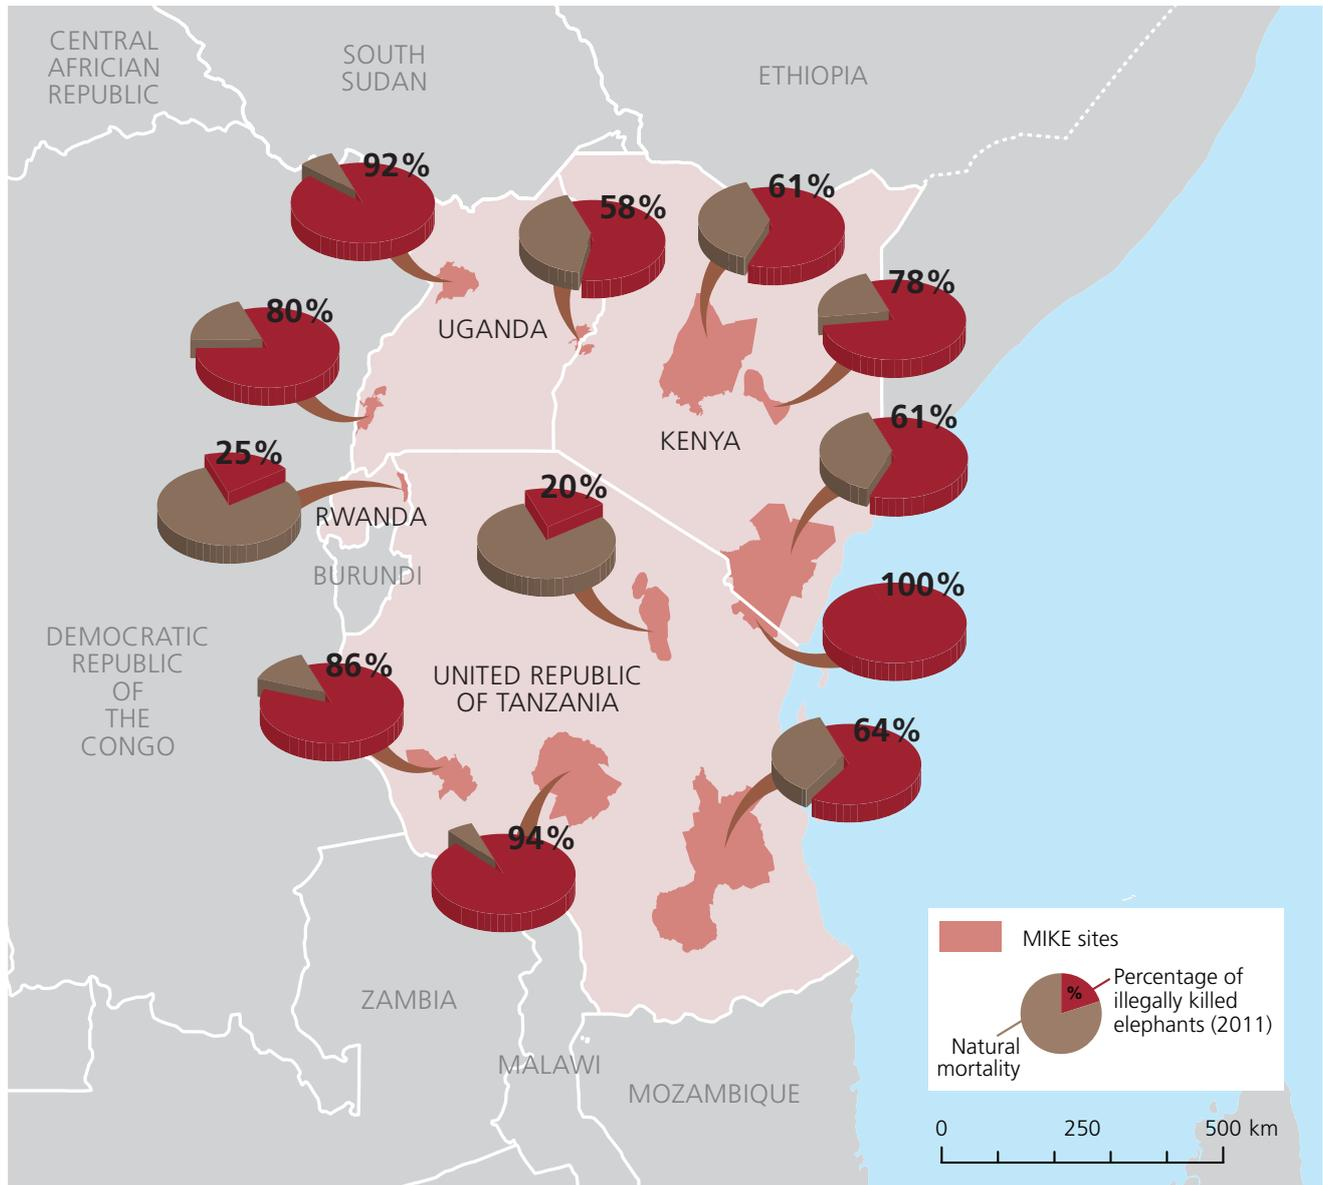 CENTRAL
AFRICIAN
REPUBLIC
SOUTH
SUDAN
ETHIOPIA
92%
58%
61%
78%
80%
UGANDA
KENYA
61%
25%
20%
RWANDA
BURUNDI
100%
DEMOCRATIC
REPUBLIC
OF
THE
CONGO
86%
UNITED REPUBLIC
OF TANZANIA
64%
94%
ZAMBIA
MALAWI
MOZAMBIQUE
MIKE sites
%
Percentage of
illegally killed
elephants (2011)
Natural
mortality
0 250 500 km